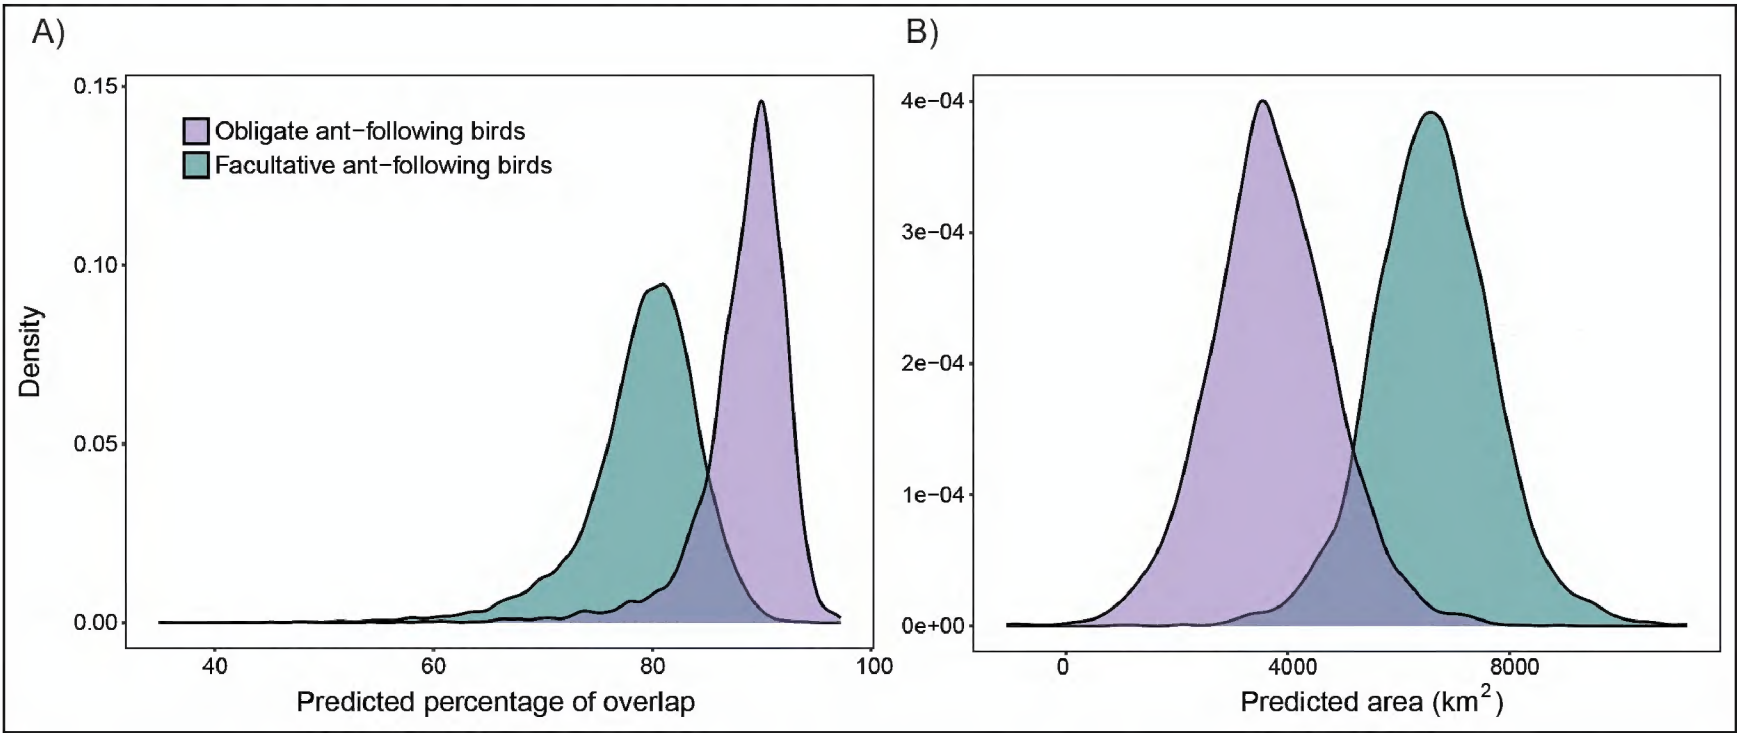 A)
0.15
0.10
0.05
0.00
Density
Obligate ant−following birds
Facultative ant−following birds
40 60 80 100
Predicted percentage of overlap
B)
4e−04
3e−04
2e−04
1e−04
0e+00
0 4000 8000
Predicted area (km²)